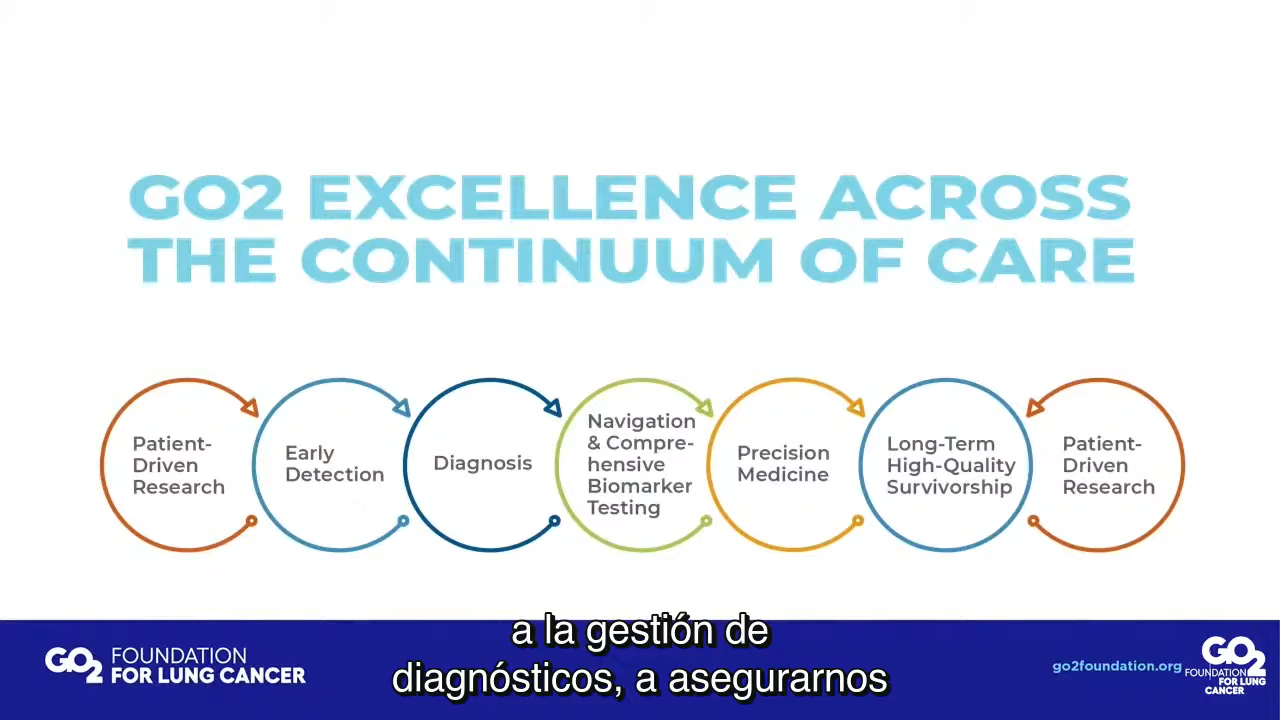 GO2 EXCELLENCE ACROSS
THE CONTINUUM OF CARE
Patient-
Driven
Research
Early
Detection
Diagnosis
Navigation
& Compre-
hensive
Biomarker
Testing
Precision
Medicine
Long-Term
High-Quality
Survivorship
Patient-
Driven
Research
a la gestión de
diagnósticos, a asegurarnos
GO2 FOUNDATION
FOR LUNG CANCER
go2foundation.org
GO2
FOUNDATION
FOR LUNG
CANCER